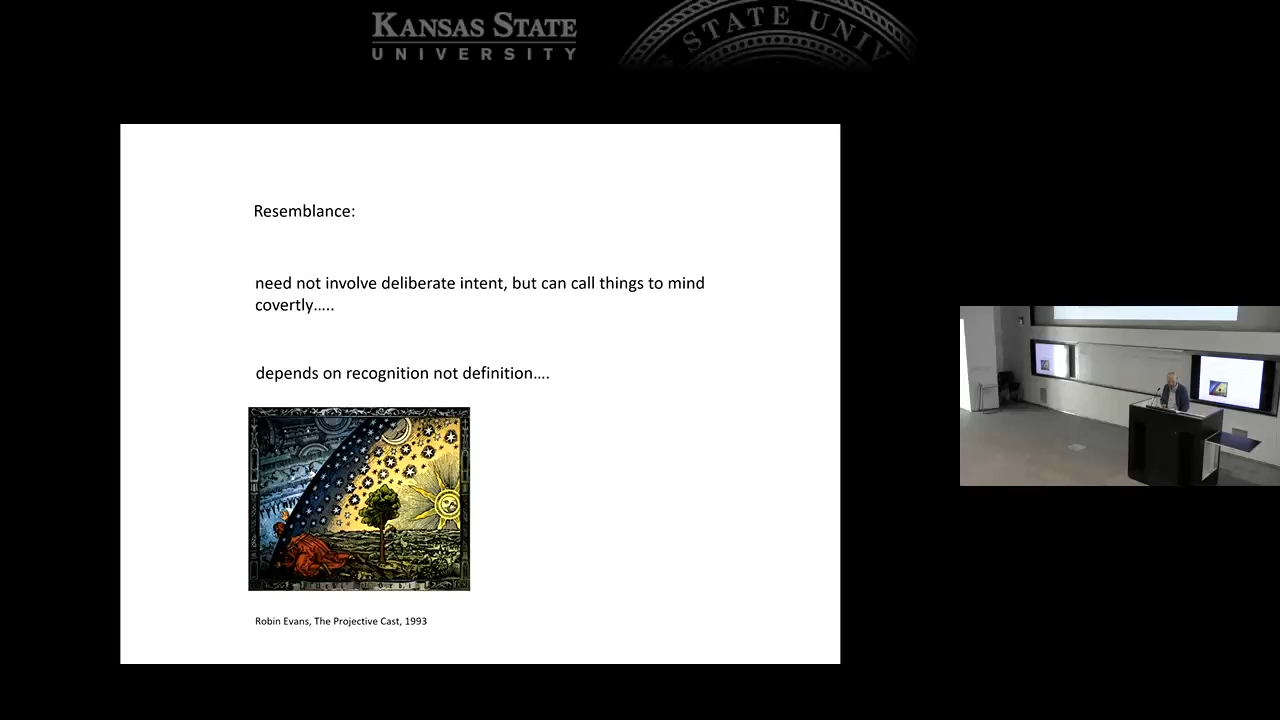 KANSAS STATE
UNIVERSITY
STATE UNIV
Resemblance:
need not involve deliberate intent, but can call things to mind
covertly.....
depends on recognition not definition....
Robin Evans, The Projective Cast, 1993